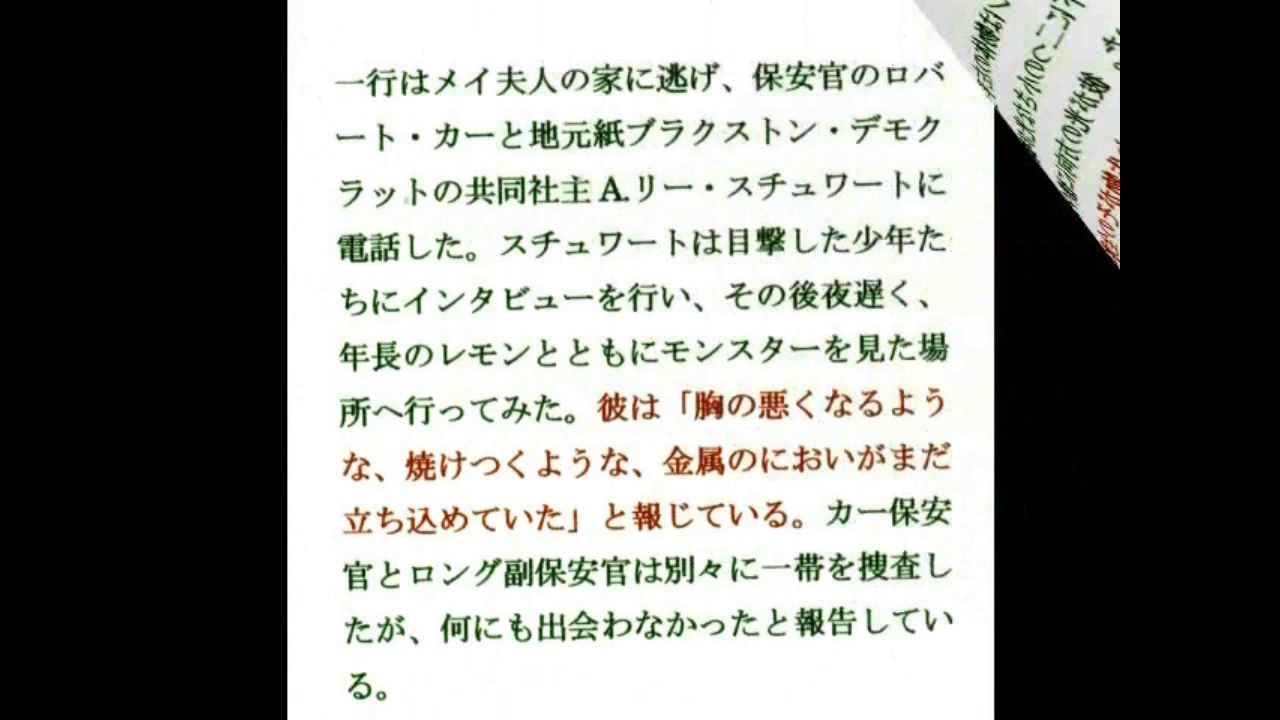 一行はメイ夫人の家に逃げ、保安官のロバ
ート・カーと地元紙ブラクストン・デモク
ラットの共同社主A.リー・スチュワートに
電話した。スチュワートは目撃した少年た
ちにインタビューを行い、その後夜遅く、
年長のレモンとともにモンスターを見た場
所へ行ってみた。彼は「胸の悪くなるよう
な、焼けつくような、金属のにおいがまだ
立ち込めていた」と報じている。カー保安
官とロング副保安官は別々に一帯を捜査し
たが、何にも出会わなかったと報告してい
る。